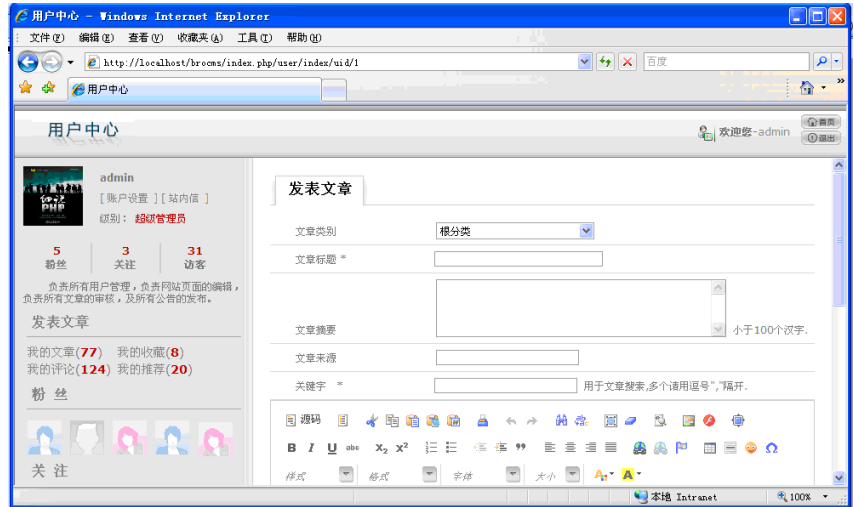 用户中心 - Windows Internet Explorer
文件(F) 编辑(E) 查看(V) 收藏夹(A) 工具(T) 帮助(H)
http://localhost/brocms/index.php/user/index/uid/1 百度
用户中心
用户中心 欢迎您-admin 首页
退出
admin
[账户设置 ][站内信 ]
级别: 超级管理员
5 3 31
粉丝 关注 访客
负责所有用户管理，负责网站页面的编辑，
负责所有文章的审核，及所有公告的发布。
发表文章
我的文章(77) 我的收藏(8)
我的评论(124) 我的推荐(20)
粉 丝
关 注
发表文章
文章类别 根分类
文章标题 *
文章摘要 小于100个汉字.
文章来源
关键字 * 用于文章搜索,多个请用逗号","隔开.
源码
B I U abc X₂ X²
样式 格式 字体 大小 A A
本地 Intranet 100%